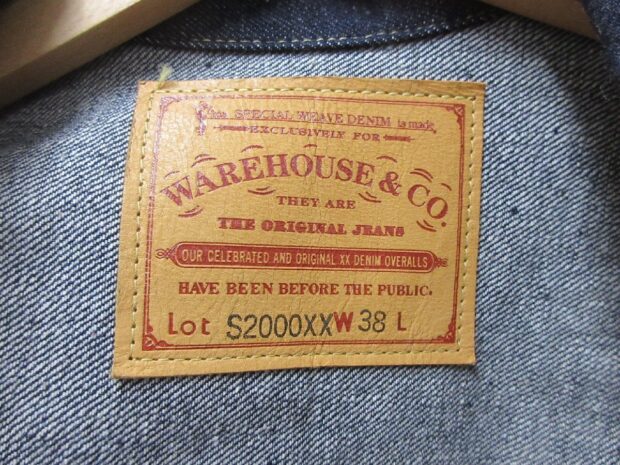 This SPECIAL WEAVE DENIM is made
EXCLUSIVELY FOR
WAREHOUSE & CO.
THEY ARE
THE ORIGINAL JEANS
OUR CELEBRATED AND ORIGINAL XX DENIM OVERALLS
HAVE BEEN BEFORE THE PUBLIC.
Lot S2000XX W 38 L